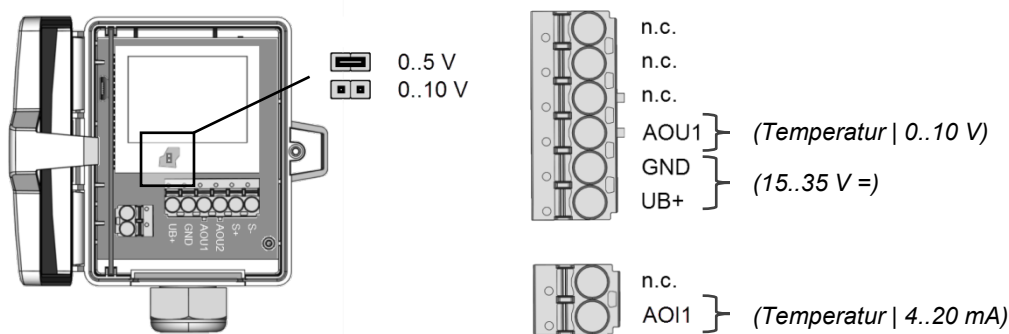 0..5 V
0..10 V
UB+
GND
AOU1
AOU2
S+
S-
n.c.
n.c.
n.c.
AOU1 (Temperatur | 0..10 V)
GND
(15..35 V =)
UB+
n.c.
AOI1 (Temperatur | 4..20 mA)